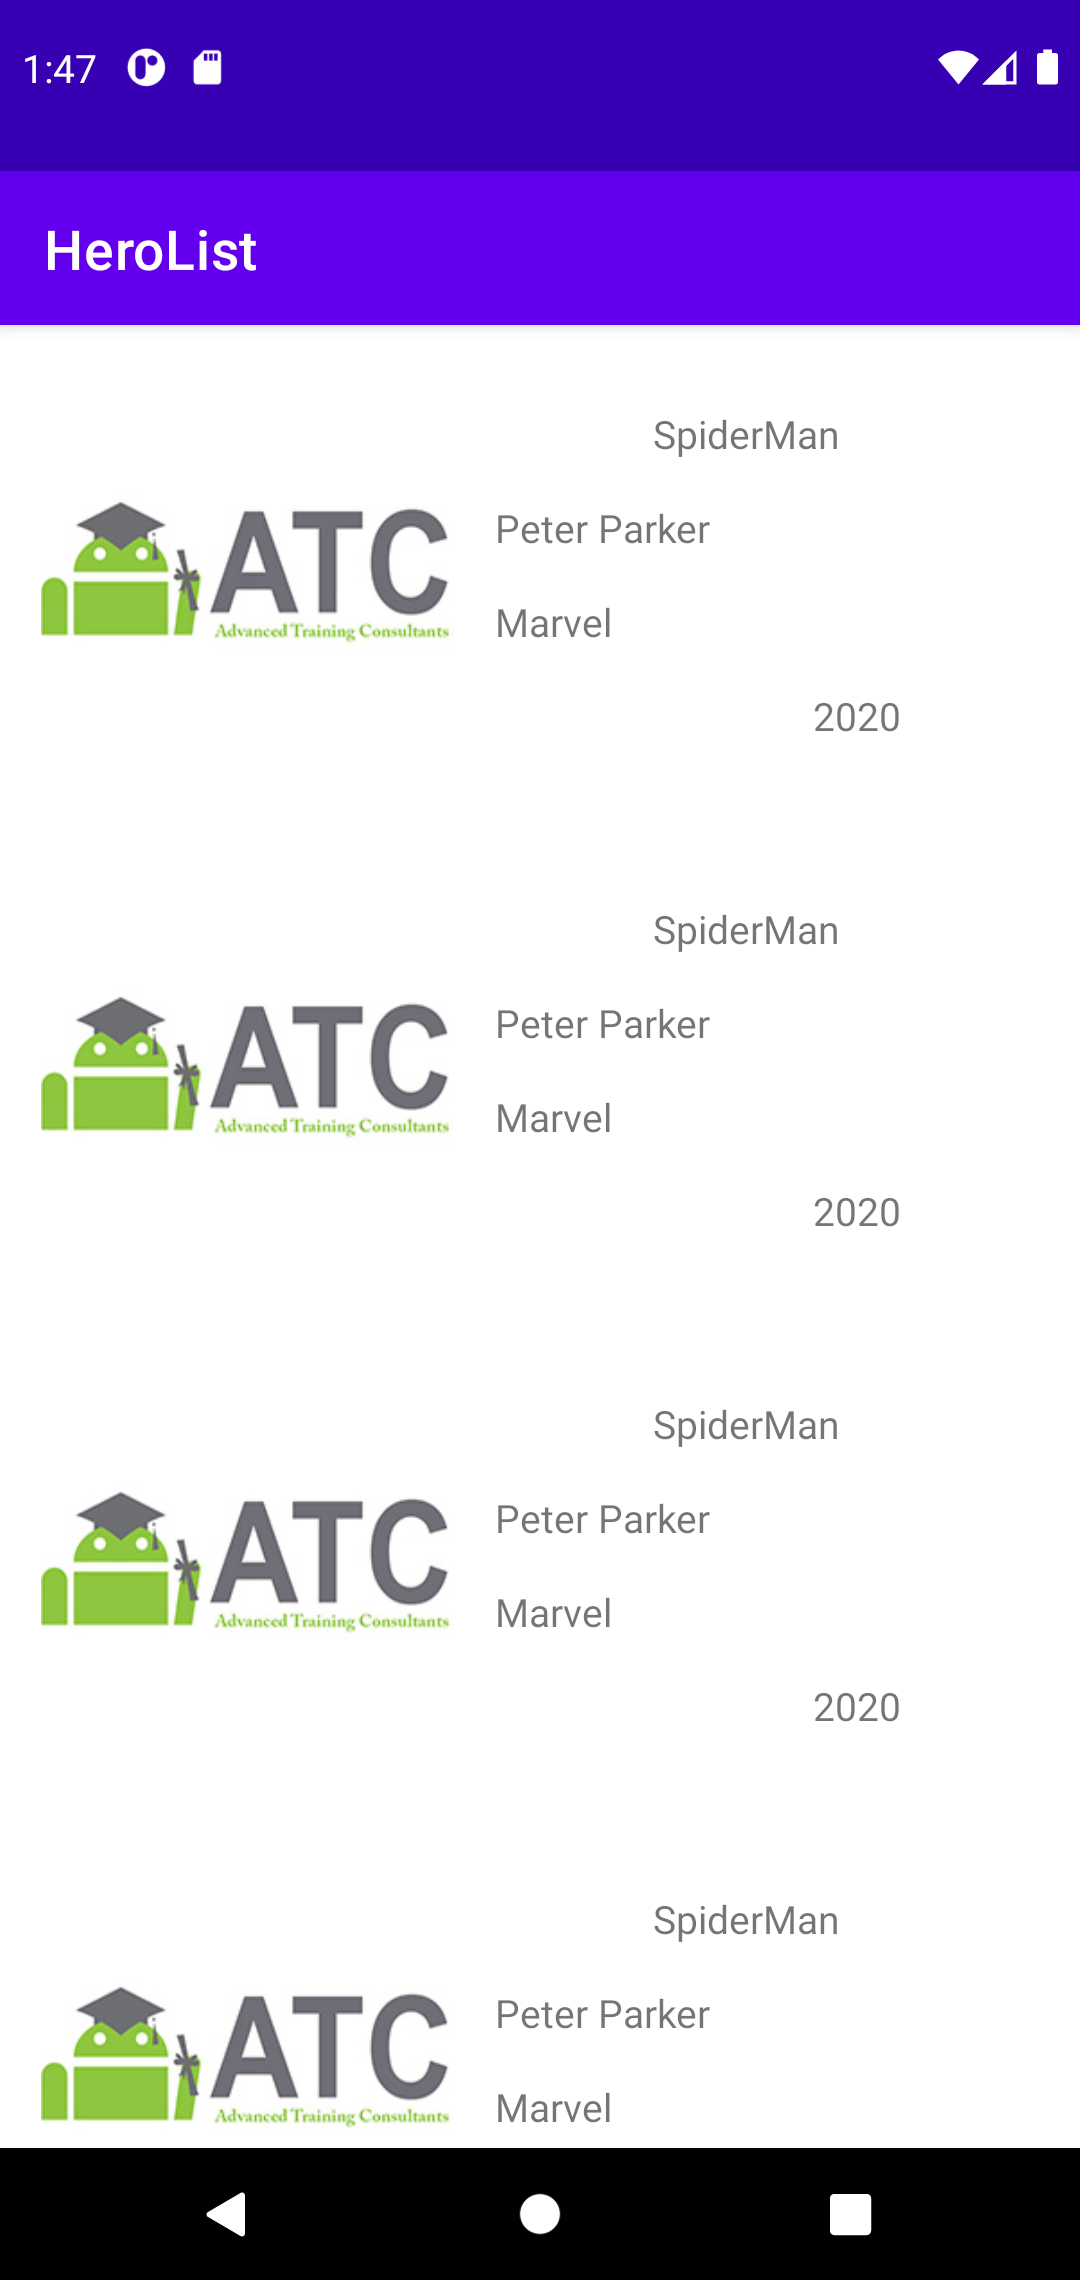 1:47
HeroList
SpiderMan
Peter Parker
Marvel
2020
ATC
Advanced Training Consultants
SpiderMan
Peter Parker
Marvel
2020
ATC
Advanced Training Consultants
SpiderMan
Peter Parker
Marvel
2020
ATC
Advanced Training Consultants
SpiderMan
Peter Parker
Marvel
ATC
Advanced Training Consultants